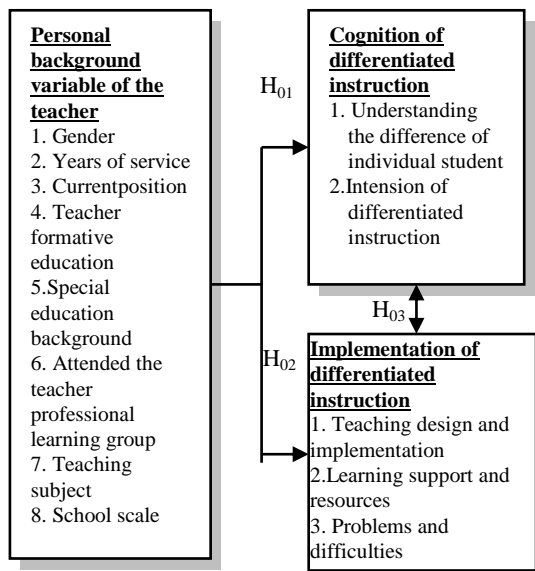 Personal
background
variable of the
teacher
1. Gender
2. Years of service
3. Currentposition
4. Teacher
formative
education
5.Special
education
background
6. Attended the
teacher
professional
learning group
7. Teaching
subject
8. School scale
H01
H02
Cognition of
differentiated
instruction
1. Understanding
the difference of
individual student
2.Intension of
differentiated
instruction
H03
Implementation of
differentiated
instruction
1. Teaching design and
implementation
2.Learning support and
resources
3. Problems and
difficulties